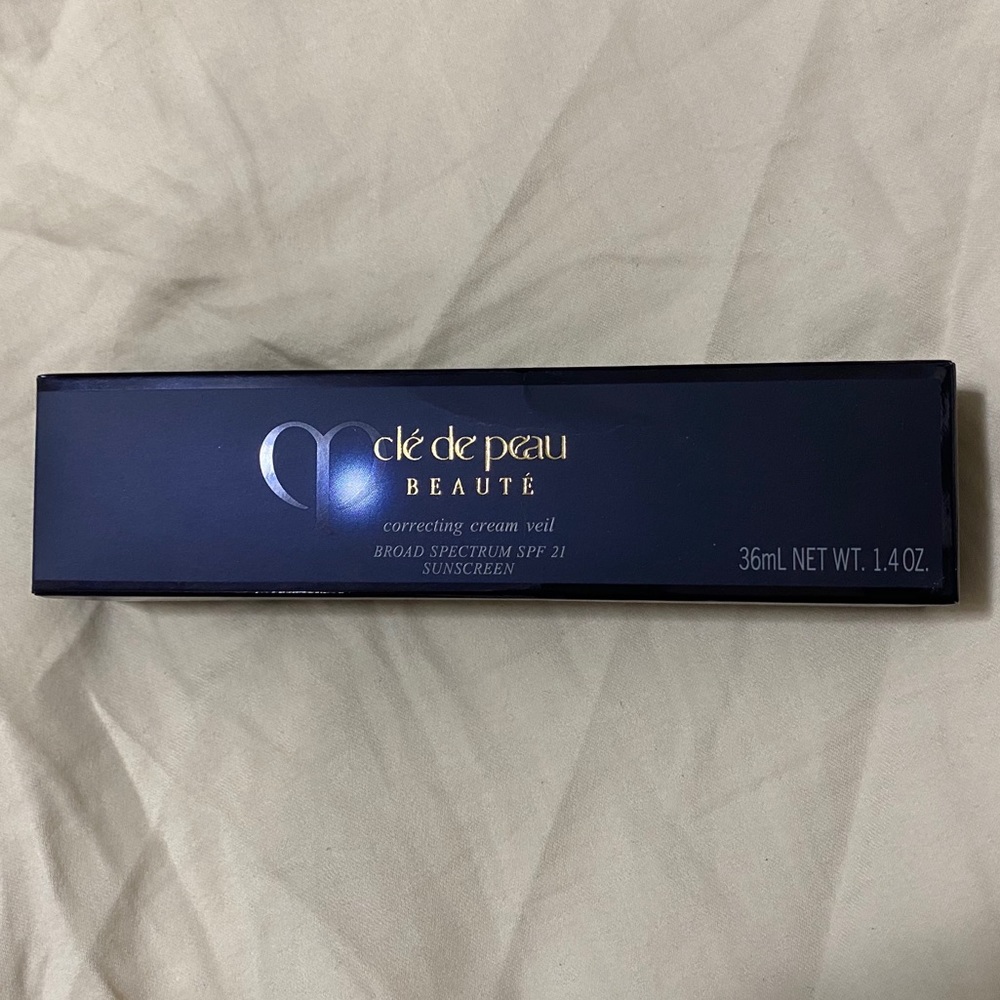 clé de peau
BEAUTÉ
correcting cream veil
BROAD SPECTRUM SPF 21
SUNSCREEN
36mL NET WT. 1.4 OZ.